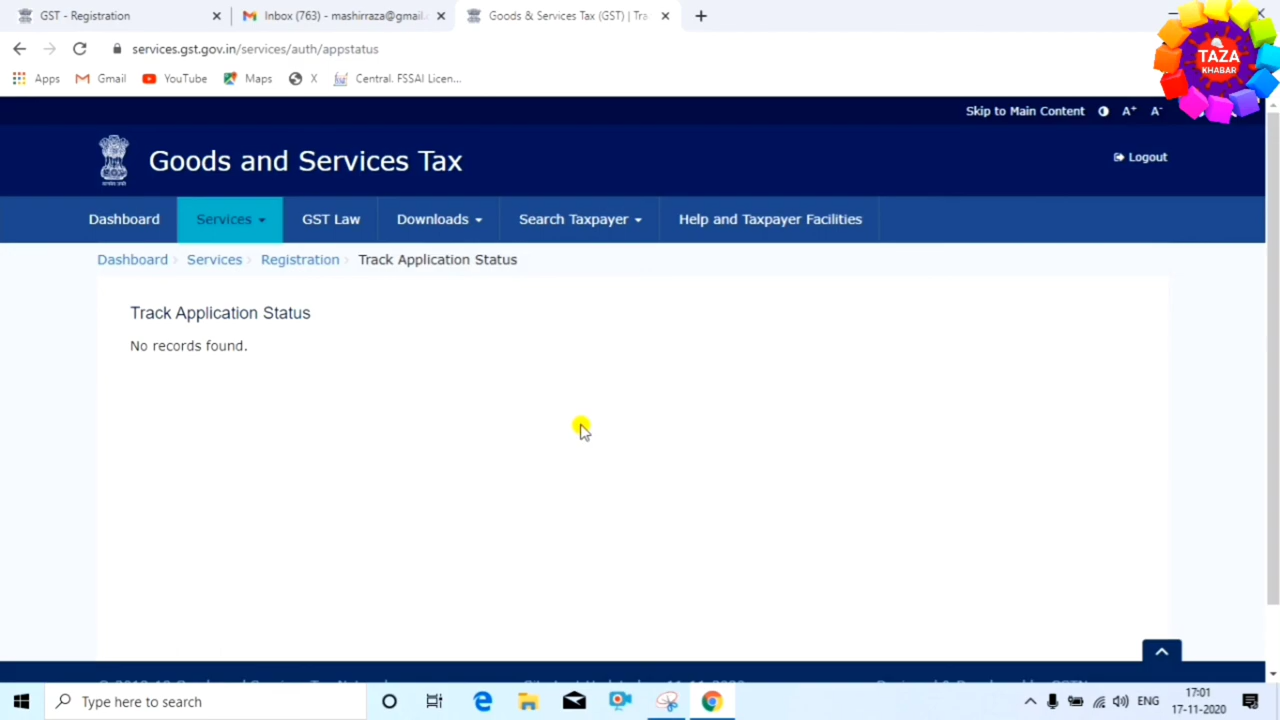 GST - Registration
Inbox (763) - mashirraza@gmail.
Goods & Services Tax (GST) | Tra
services.gst.gov.in/services/auth/appstatus
Apps
Gmail
YouTube
Maps
X
Central. FSSAI Licen...
TAZA
KHABAR
Skip to Main Content
A+
A-
Goods and Services Tax
Logout
Dashboard
Services
GST Law
Downloads
Search Taxpayer
Help and Taxpayer Facilities
Dashboard > Services > Registration > Track Application Status
Track Application Status
No records found.
Type here to search
ENG
17:01
17-11-2020